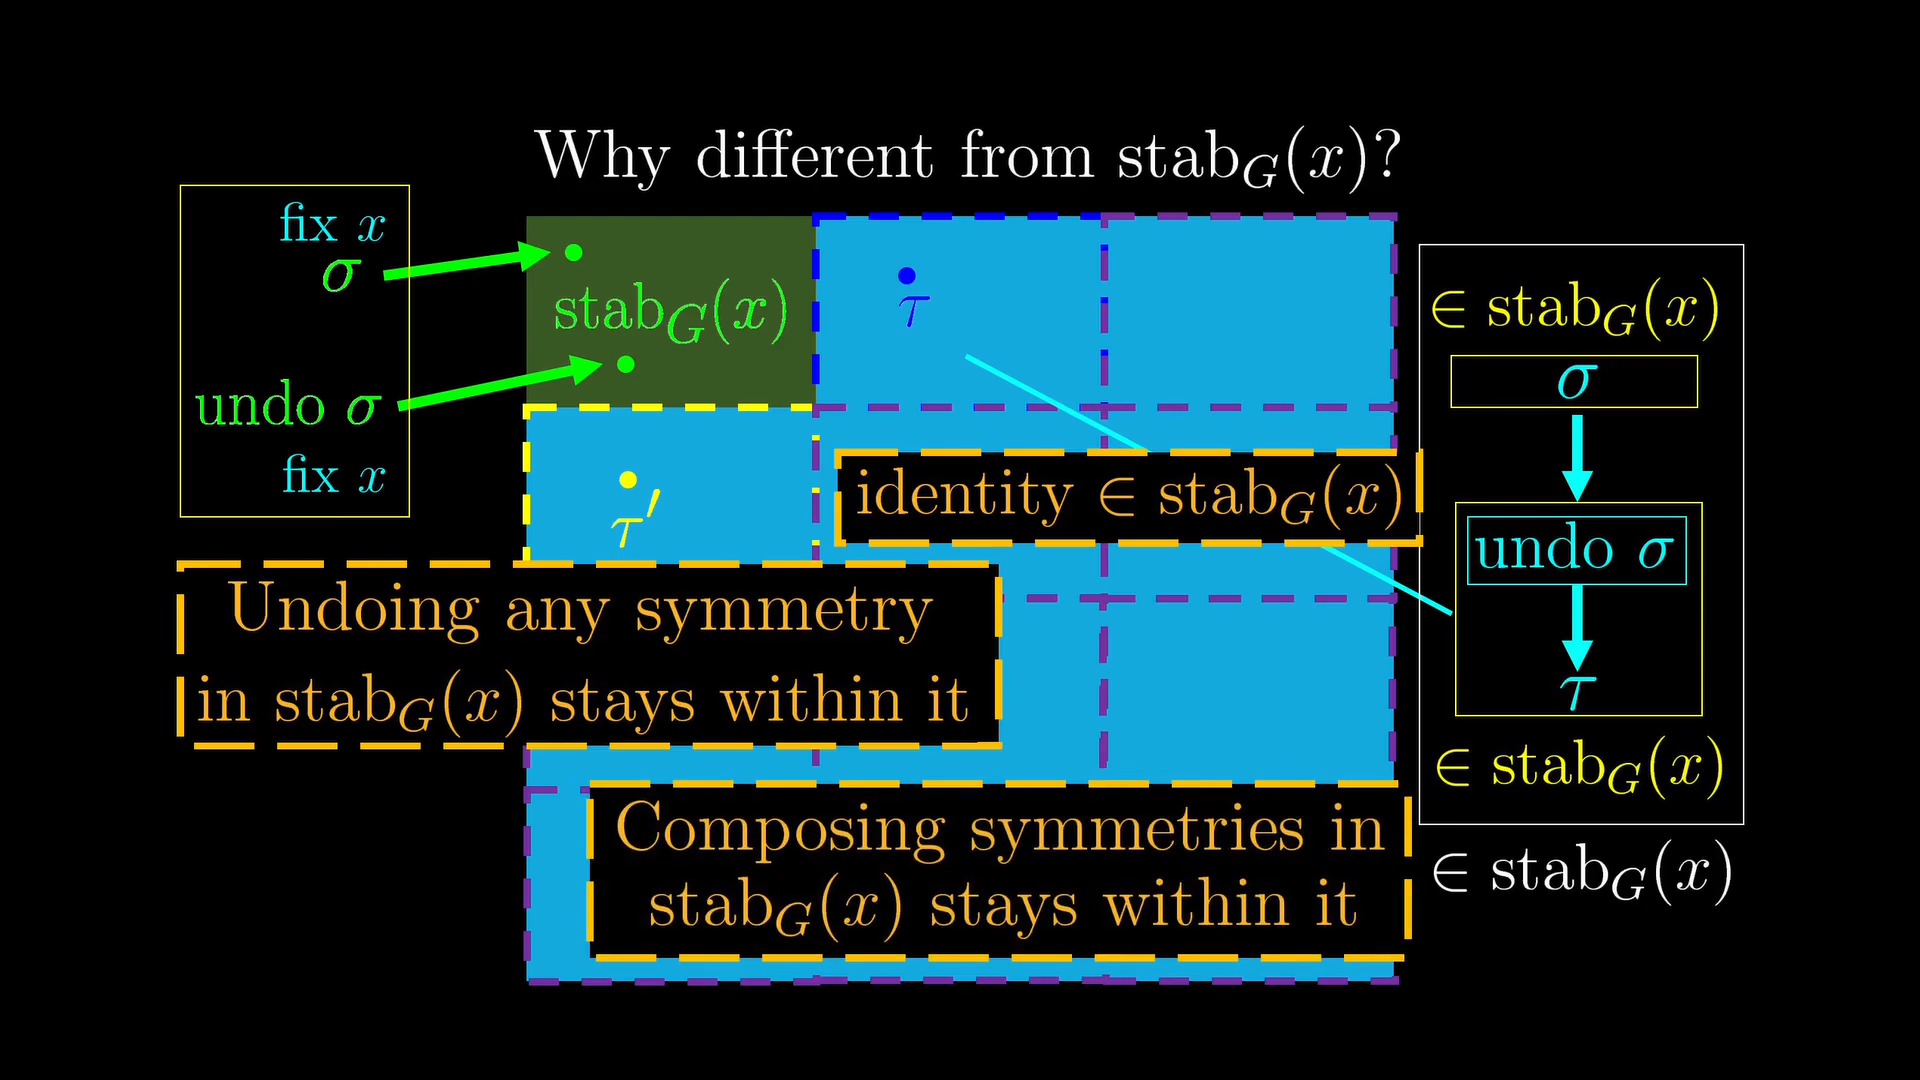 Why different from stab_G(x)?
fix x
σ
undo σ
fix x
stab_G(x)
τ
τ′
identity ∈ stab_G(x)
Undoing any symmetry
in stab_G(x) stays within it
Composing symmetries in
stab_G(x) stays within it
∈ stab_G(x)
σ
undo σ
τ
∈ stab_G(x)
∈ stab_G(x)